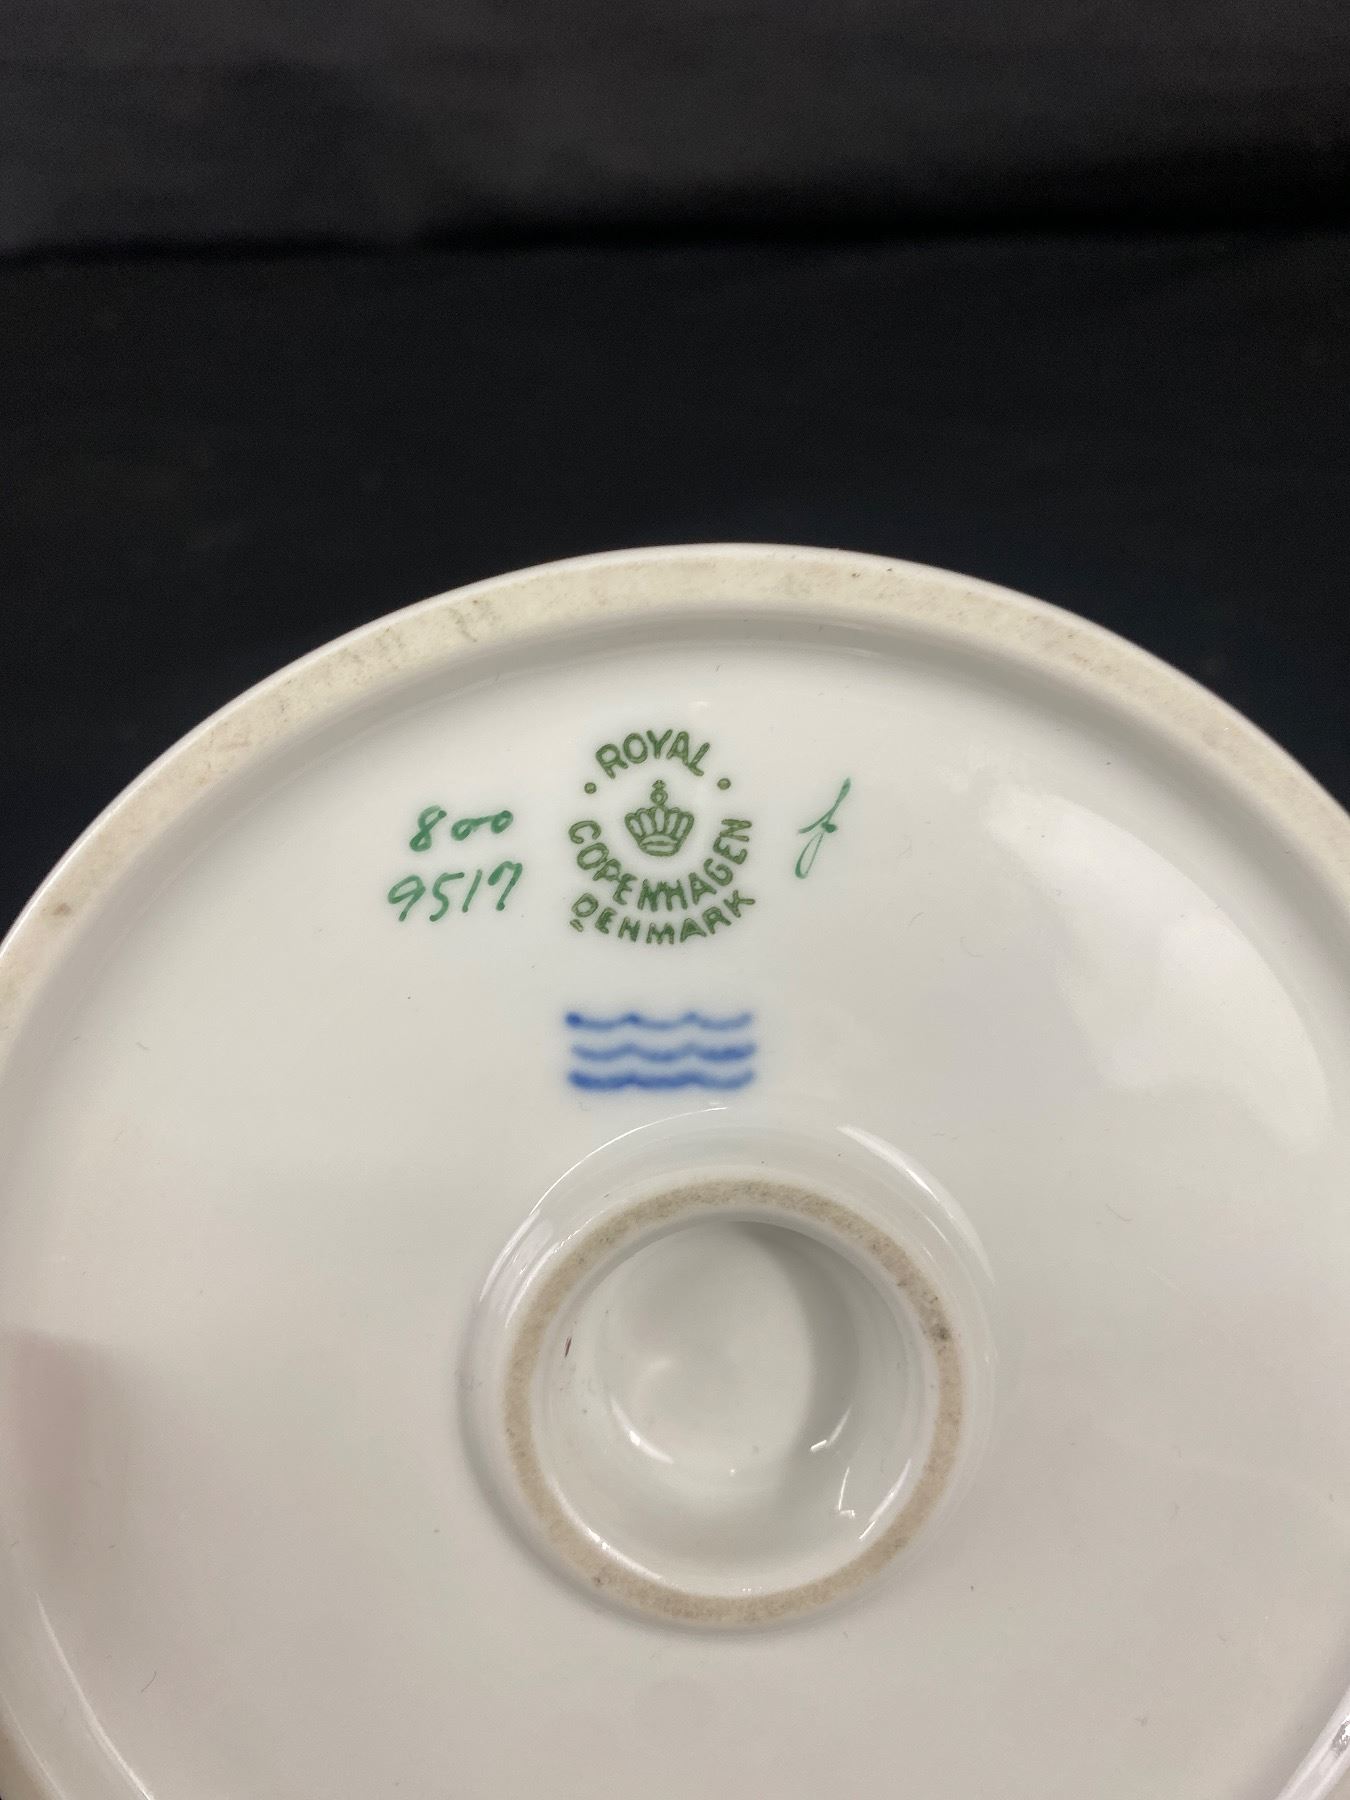 ROYAL
COPENHAGEN
DENMARK
800
9517
f